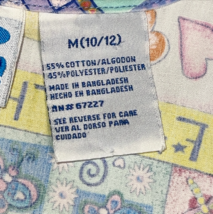 M(10/12)
55% COTTON/ALGODON
45% POLYESTER/POLIESTER
MADE IN BANGLADESH
HECHO EN BANGLADESH
RN# 67227
SEE REVERSE FOR CARE
VER AL DORSO PARA
CUIDADO